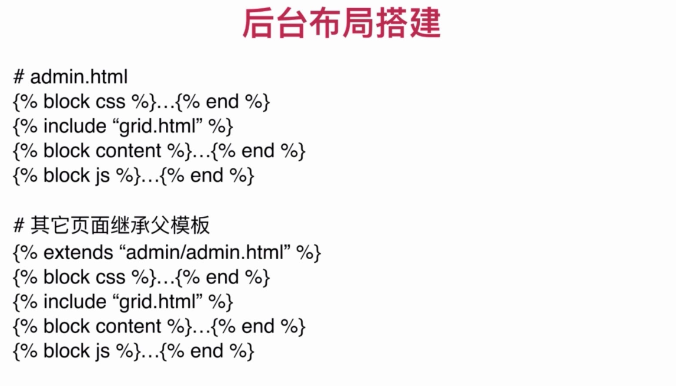 后台布局搭建
# admin.html
{% block css %}…{% end %}
{% include “grid.html” %}
{% block content %}…{% end %}
{% block js %}…{% end %}
# 其它页面继承父模板
{% extends “admin/admin.html” %}
{% block css %}…{% end %}
{% include “grid.html” %}
{% block content %}…{% end %}
{% block js %}…{% end %}